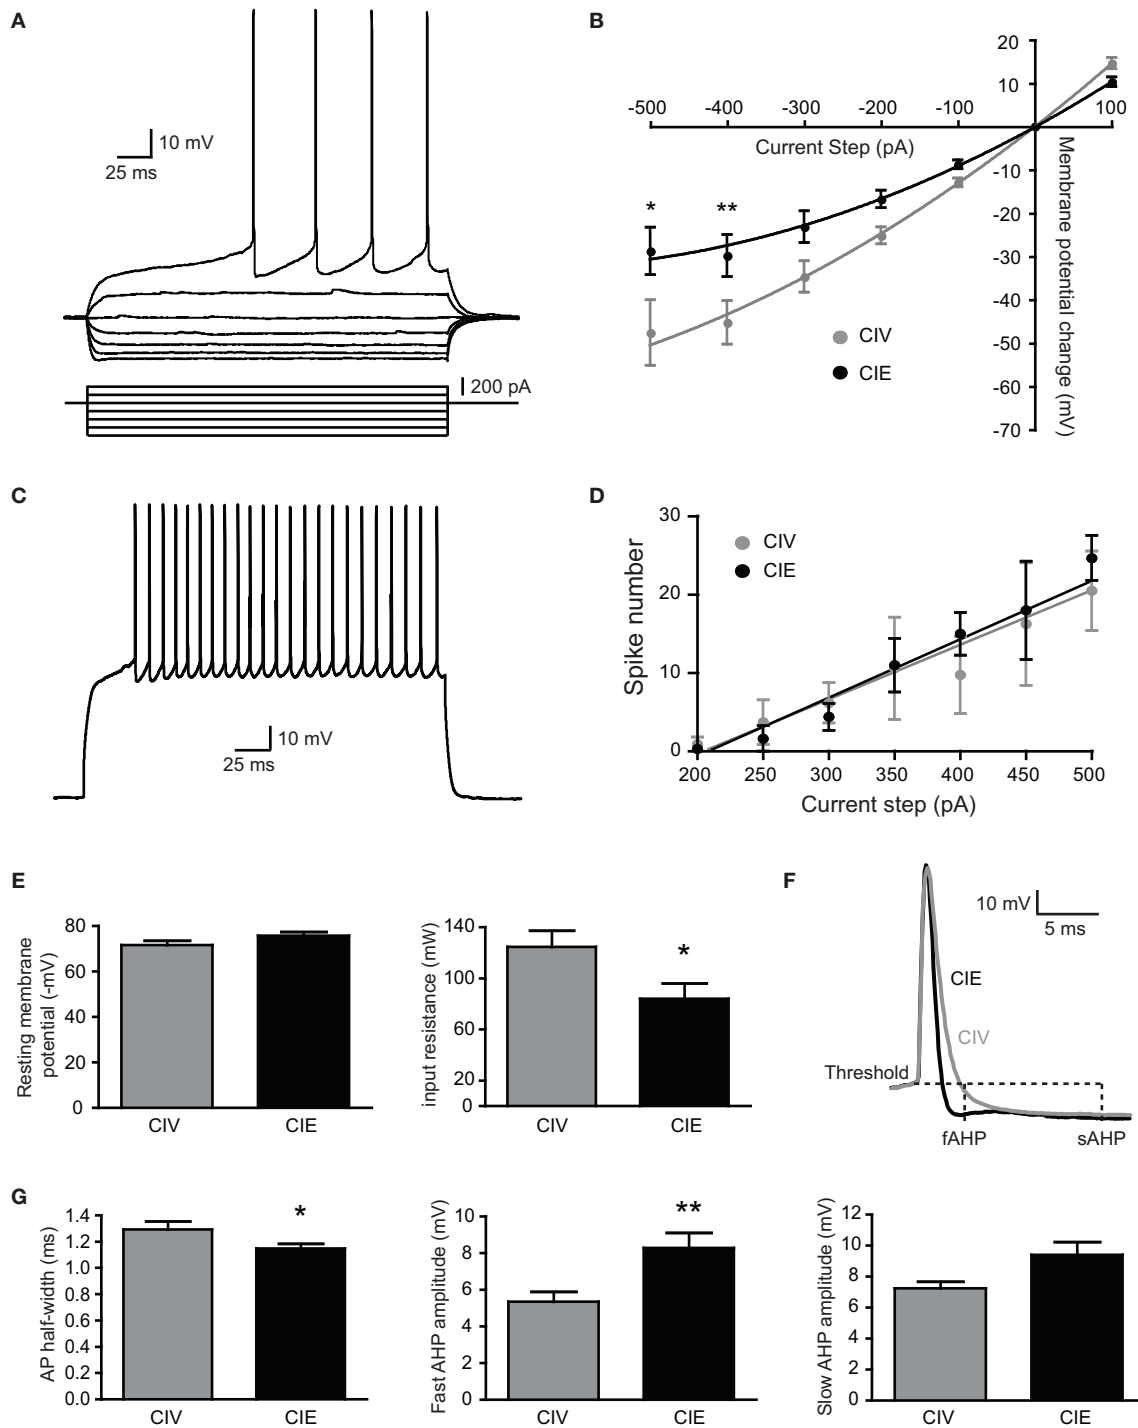 A
10 mV
25 ms
200 pA
B
20
10
-500 -400 -300 -200 -100 100
Current Step (pA)
-10
-20
-30
-40
-50
-60
-70
Membrane potential change (mV)
* **
CIV
CIE
C
10 mV
25 ms
D
30
20
10
0
Spike number
CIV
CIE
200 250 300 350 400 450 500
Current step (pA)
E
Resting membrane
potential (-mV)
80
60
40
20
0
CIV CIE
input resistance (mW)
140
100
60
20
0
*
CIV CIE
F
10 mV
5 ms
CIE
CIV
Threshold
fAHP sAHP
G
AP half-width (ms)
1.4
1.2
1.0
0.8
0.6
0.4
0.2
0.0
*
CIV CIE
Fast AHP amplitude (mV)
10
8
6
4
2
0
**
CIV CIE
Slow AHP amplitude (mV)
12
10
8
6
4
2
0
CIV CIE